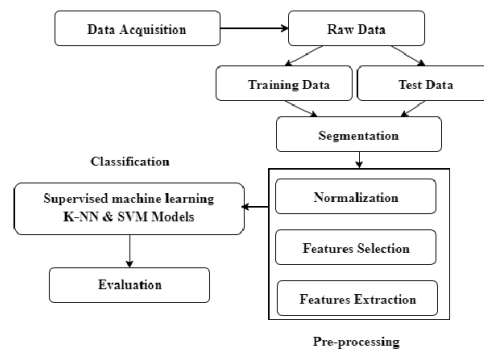 Data Acquisition
Raw Data
Training Data
Test Data
Segmentation
Classification
Supervised machine learning
K-NN & SVM Models
Normalization
Features Selection
Evaluation
Features Extraction
Pre-processing